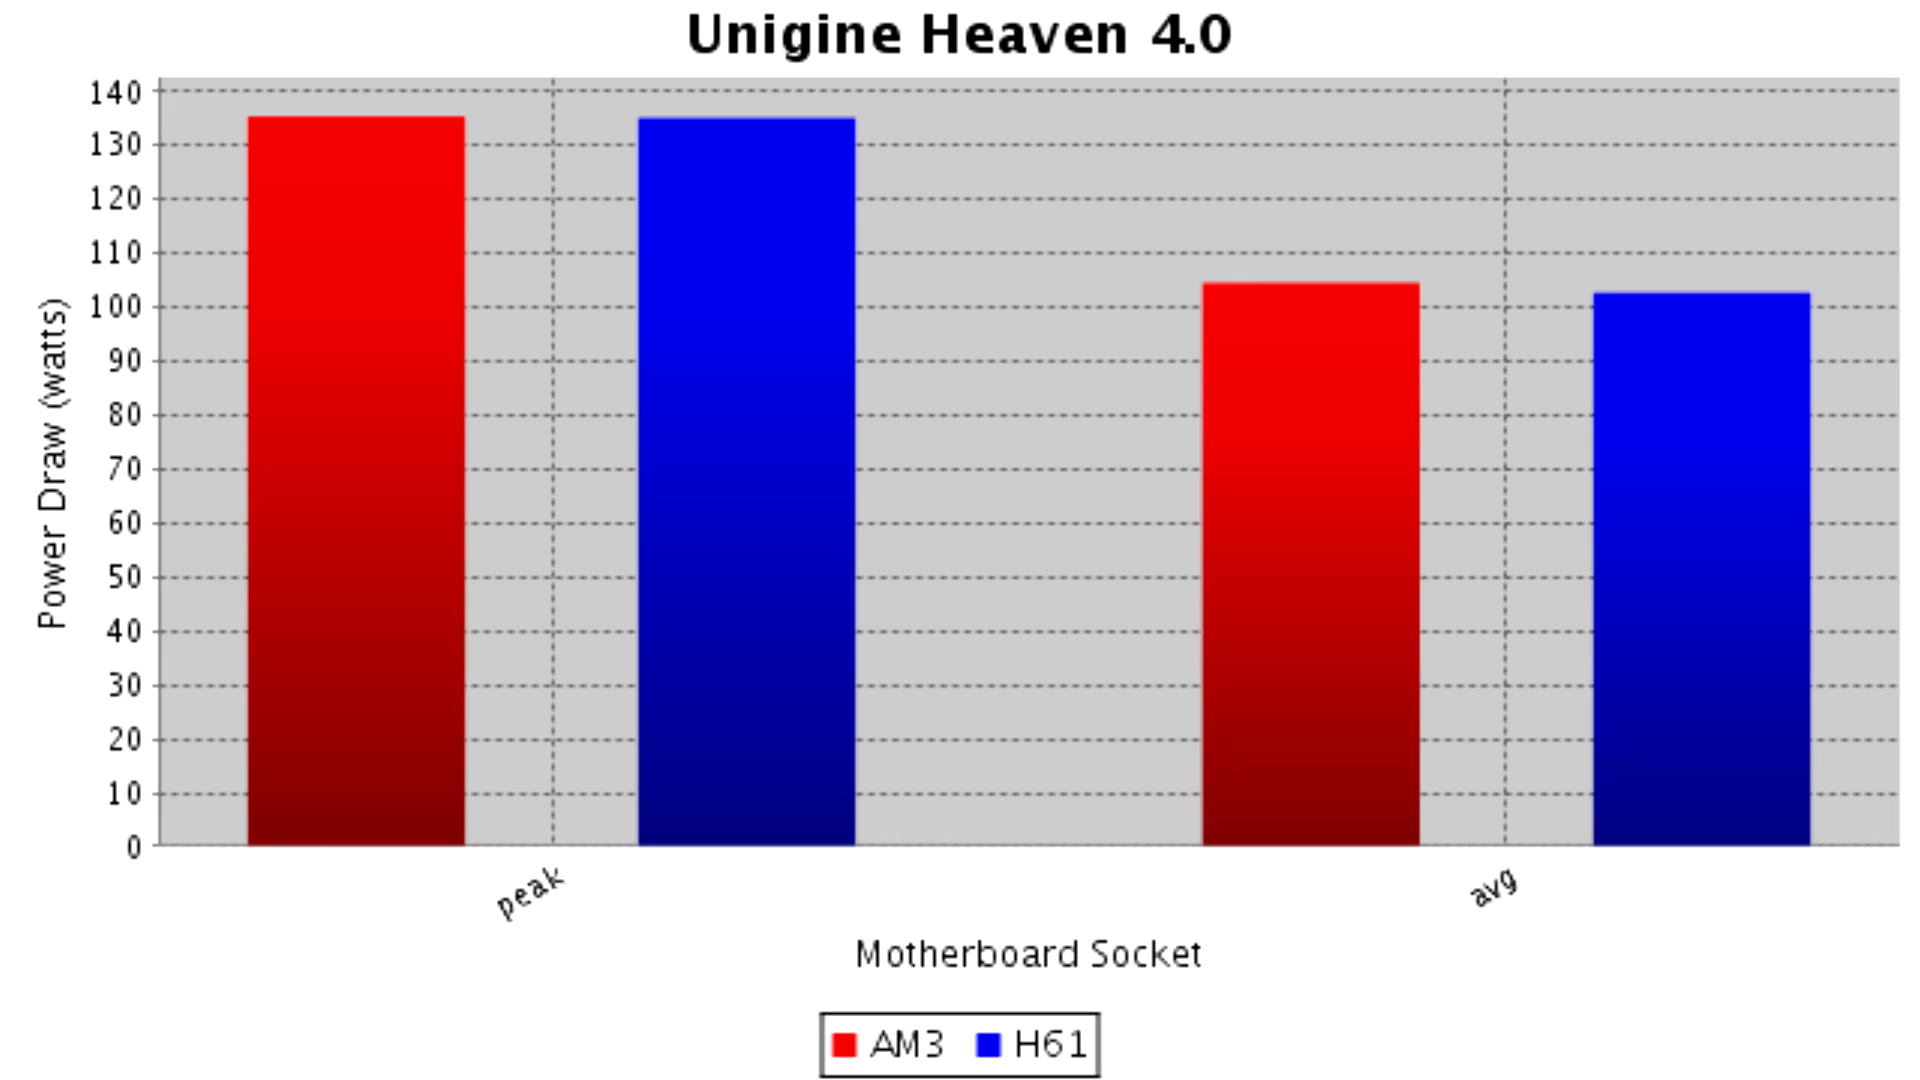 Unigine Heaven 4.0
140
130
120
110
100
90
80
70
60
50
40
30
20
10
0
Power Draw (watts)
peak
avg
Motherboard Socket
AM3 H61